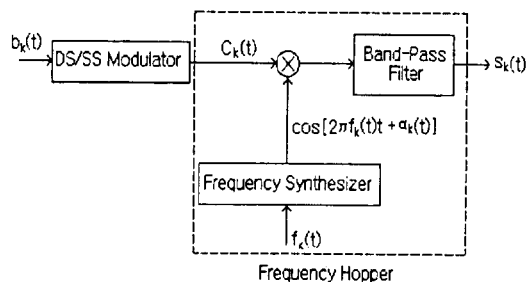 b_k(t)
DS/SS Modulator
C_k(t)
Band-Pass
Filter
s_k(t)
cos[2πf_k(t)t + α_k(t)]
Frequency Synthesizer
f_k(t)
Frequency Hopper